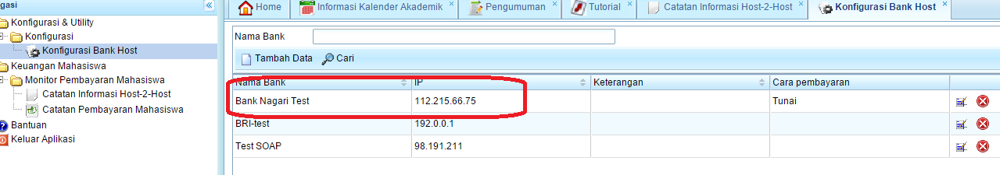 gasi
Konfigurasi & Utility
Konfigurasi
Konfigurasi Bank Host
Keuangan Mahasiswa
Monitor Pembayaran Mahasiswa
Catatan Informasi Host-2-Host
Catatan Pembayaran Mahasiswa
Bantuan
Keluar Aplikasi
Home Informasi Kalender Akademik Pengumuman Tutorial Catatan Informasi Host-2-Host Konfigurasi Bank Host
Nama Bank
Tambah Data Cari
Nama Bank IP Keterangan Cara pembayaran
Bank Nagari Test 112.215.66.75 Tunai
BRI-test 192.0.0.1
Test SOAP 98.191.211